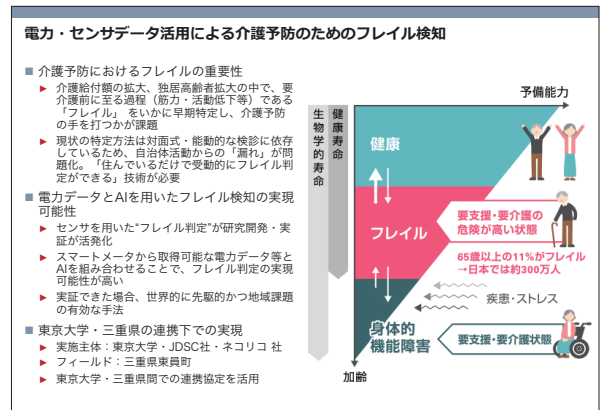 電力・センサデータ活用による介護予防のためのフレイル検知
■ 介護予防におけるフレイルの重要性
▶ 介護給付額の拡大、独居高齢者拡大の中で、要
介護前に至る過程（筋力・活動低下等）である
「フレイル」 をいかに早期特定し、介護予防
の手を打つかが課題
▶ 現状の特定方法は対面式・能動的な検診に依存
しているため、自治体活動からの「漏れ」が問
題化。「住んでいるだけで受動的にフレイル判
定ができる」技術が必要
■ 電力データとAIを用いたフレイル検知の実現
可能性
▶ センサを用いた“フレイル判定”が研究開発・実
証が活発化
▶ スマートメータから取得可能な電力データ等と
AIを組み合わせることで、フレイル判定の実現
可能性が高い
▶ 実証できた場合、世界的に先駆的かつ地域課題
の有効な手法
■ 東京大学・三重県の連携下での実現
▶ 実施主体：東京大学・JDSC社・ネコリコ 社
▶ フィールド：三重県東員町
▶ 東京大学・三重県間での連携協定を活用
予備能力
生物学的寿命
健康寿命
健康
フレイル
要支援・要介護の
危険が高い状態
65歳以上の11%がフレイル
→日本では約300万人
疾患・ストレス
身体的
機能障害
要支援・要介護状態
加齢